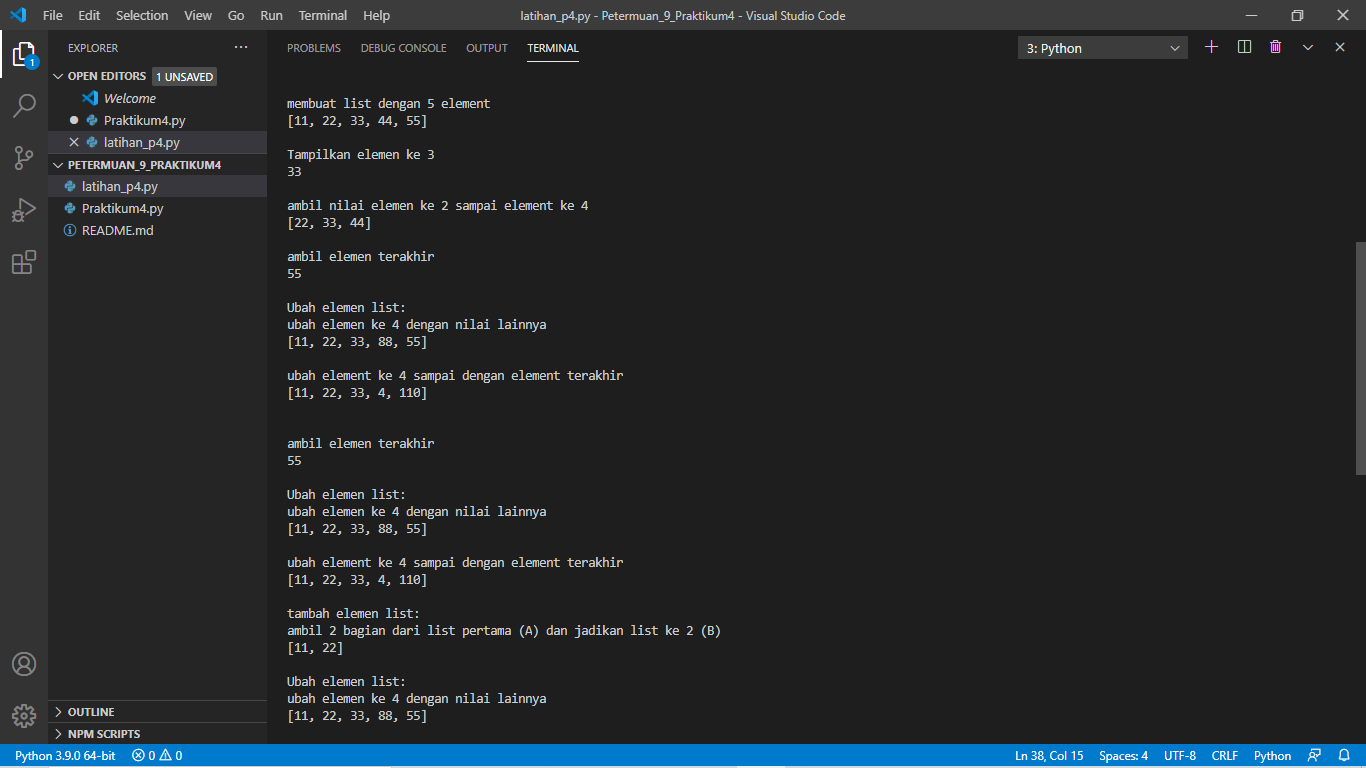 File Edit Selection View Go Run Terminal Help latihan_p4.py - Petermuan_9_Praktikum4 - Visual Studio Code
EXPLORER
1
OPEN EDITORS 1 UNSAVED
Welcome
Praktikum4.py
latihan_p4.py
PETERMUAN_9_PRAKTIKUM4
latihan_p4.py
Praktikum4.py
README.md
OUTLINE
NPM SCRIPTS
PROBLEMS DEBUG CONSOLE OUTPUT TERMINAL 3: Python
membuat list dengan 5 element
[11, 22, 33, 44, 55]
Tampilkan elemen ke 3
33
ambil nilai elemen ke 2 sampai element ke 4
[22, 33, 44]
ambil elemen terakhir
55
Ubah elemen list:
ubah elemen ke 4 dengan nilai lainnya
[11, 22, 33, 88, 55]
ubah element ke 4 sampai dengan element terakhir
[11, 22, 33, 4, 110]
ambil elemen terakhir
55
Ubah elemen list:
ubah elemen ke 4 dengan nilai lainnya
[11, 22, 33, 88, 55]
ubah element ke 4 sampai dengan element terakhir
[11, 22, 33, 4, 110]
tambah elemen list:
ambil 2 bagian dari list pertama (A) dan jadikan list ke 2 (B)
[11, 22]
Ubah elemen list:
ubah elemen ke 4 dengan nilai lainnya
[11, 22, 33, 88, 55]
Python 3.9.0 64-bit 0 0 Ln 38, Col 15 Spaces: 4 UTF-8 CRLF Python